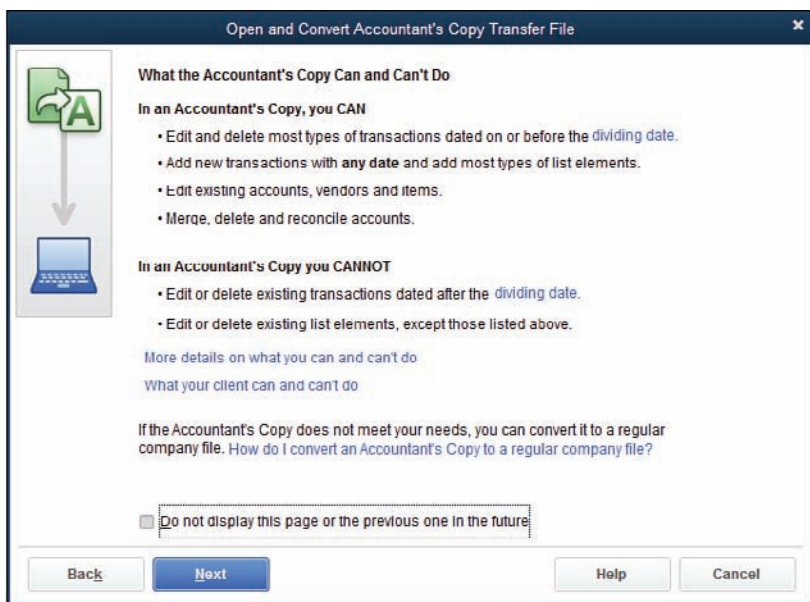 Open and Convert Accountant's Copy Transfer File
x
A
What the Accountant's Copy Can and Can't Do
In an Accountant's Copy, you CAN
• Edit and delete most types of transactions dated on or before the dividing date.
• Add new transactions with any date and add most types of list elements.
• Edit existing accounts, vendors and items.
• Merge, delete and reconcile accounts.
In an Accountant's Copy you CANNOT
• Edit or delete existing transactions dated after the dividing date.
• Edit or delete existing list elements, except those listed above.
More details on what you can and can't do
What your client can and can't do
If the Accountant's Copy does not meet your needs, you can convert it to a regular
company file. How do I convert an Accountant's Copy to a regular company file?
Do not display this page or the previous one in the future
Back
Next
Help
Cancel